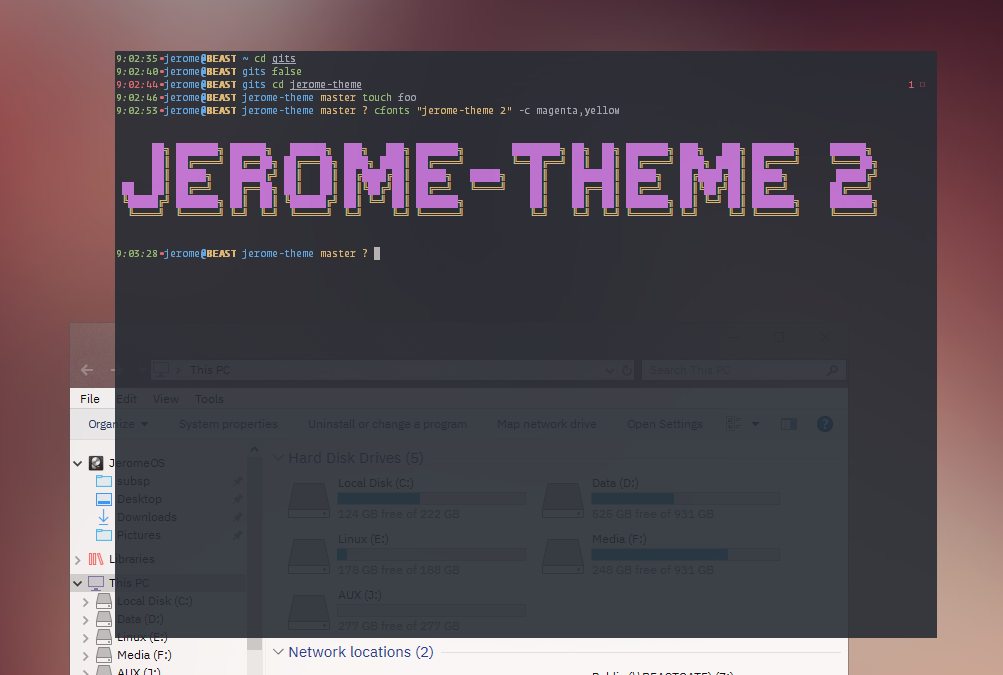 9:02:35•jerome@BEAST ~ cd gits
9:02:40•jerome@BEAST gits false
9:02:44•jerome@BEAST gits cd jerome-theme 1
9:02:46•jerome@BEAST jerome-theme master touch foo
9:02:53•jerome@BEAST jerome-theme master ? cfonts "jerome-theme 2" -c magenta,yellow
JEROME-THEME 2
9:03:28•jerome@BEAST jerome-theme master ?
This PC Search This PC
File Edit View Tools
Organize System properties Uninstall or change a program Map network drive Open Settings
JeromeOS
subsp
Desktop
Downloads
Pictures
Libraries
This PC
Local Disk (C:)
Data (D:)
Linux (E:)
Media (F:)
AUX (J:)
Hard Disk Drives (5)
Local Disk (C:)
124 GB free of 222 GB
Data (D:)
526 GB free of 931 GB
Linux (E:)
178 GB free of 188 GB
Media (F:)
246 GB free of 931 GB
AUX (J:)
277 GB free of 277 GB
Network locations (2)